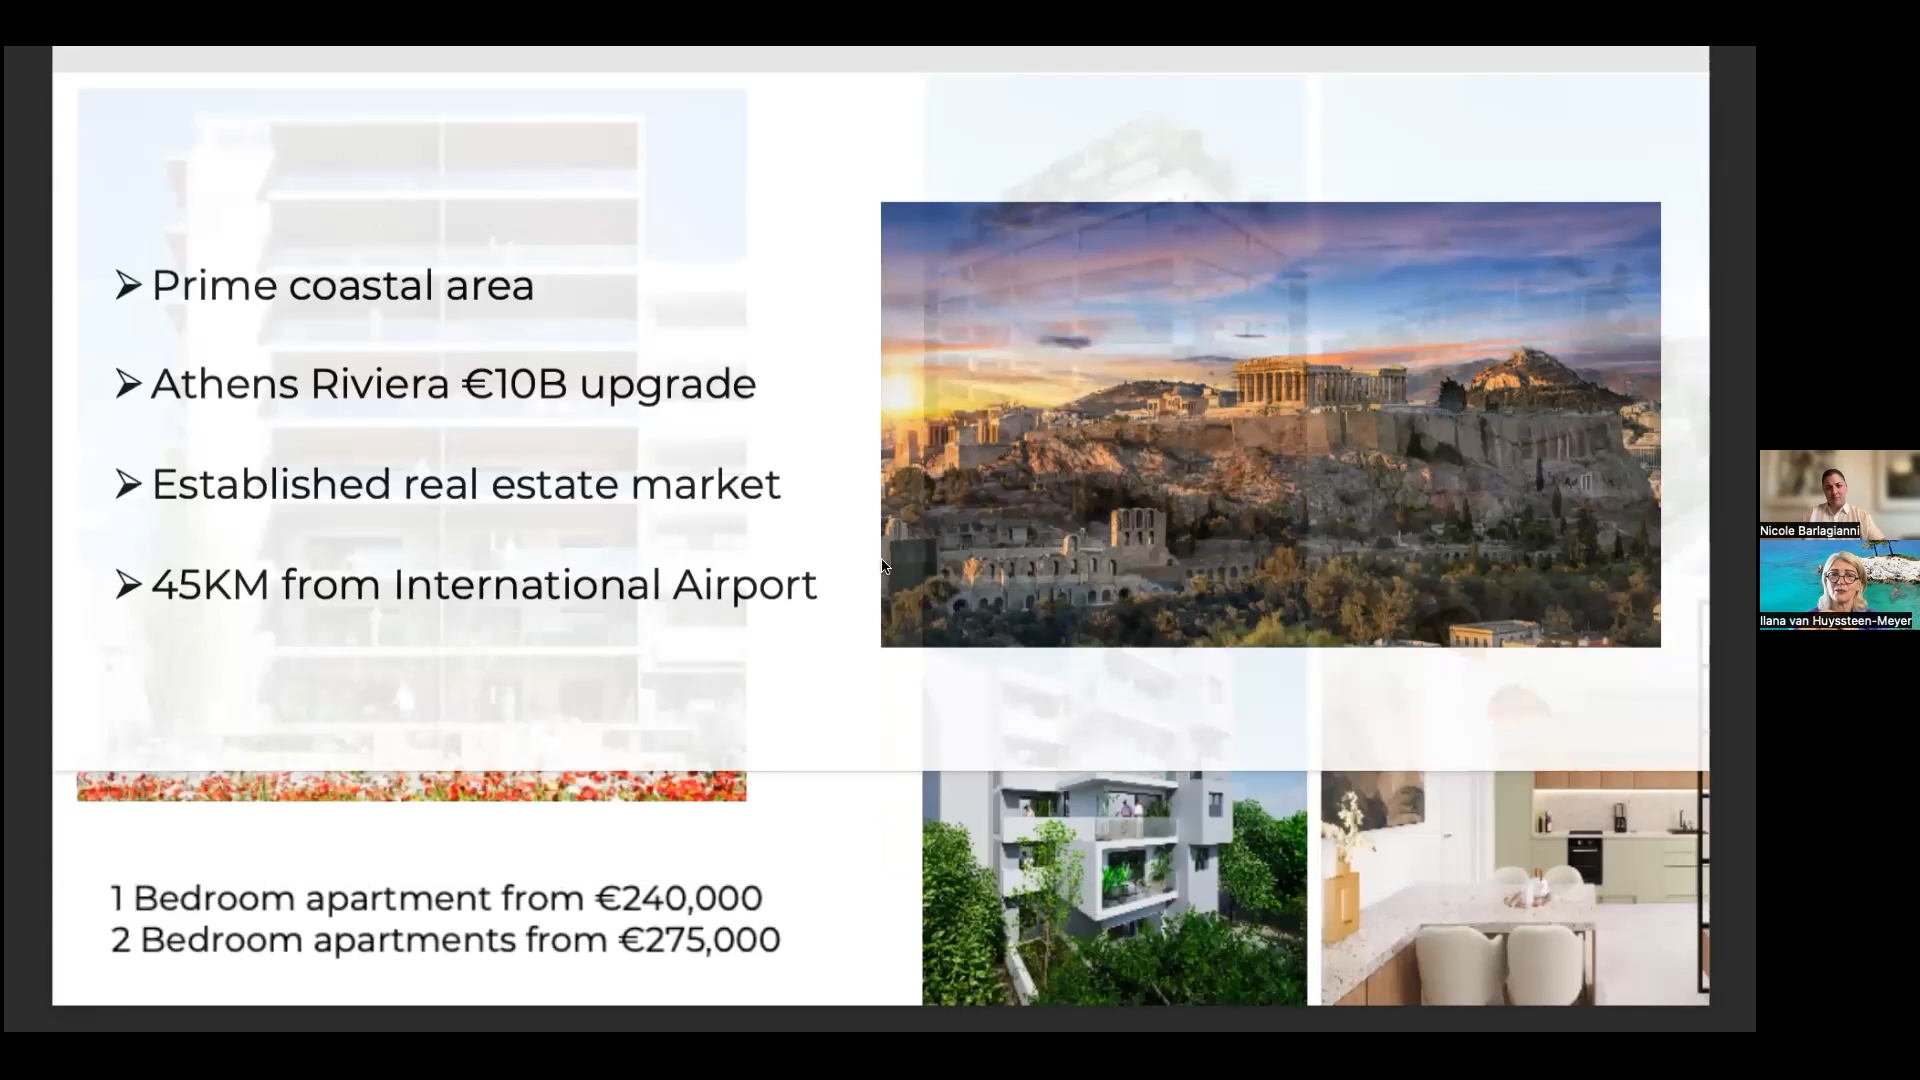 ➢ Prime coastal area
➢ Athens Riviera €10B upgrade
➢ Established real estate market
➢ 45KM from International Airport
1 Bedroom apartment from €240,000
2 Bedroom apartments from €275,000
Nicole Barlagianni
Ilana van Huyssteen-Meyer